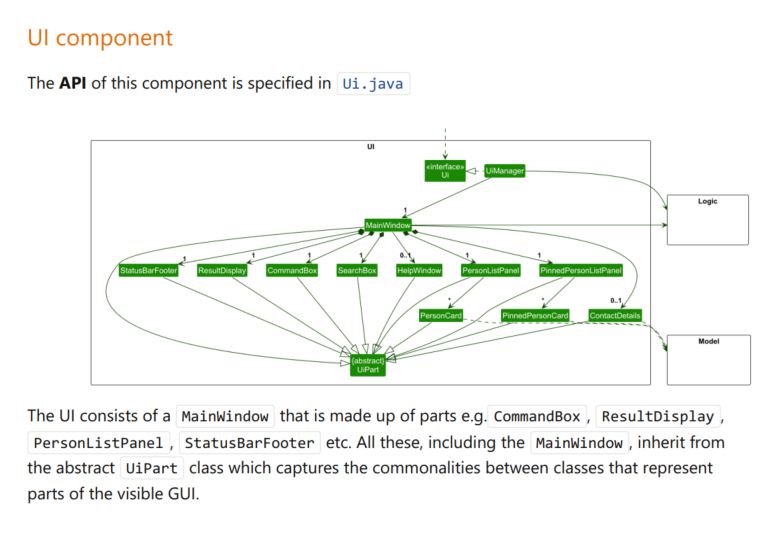 UI component
The API of this component is specified in Ui.java
UI
«interface»
Ui
UiManager
Logic
1
MainWindow
1 1 1 1 0..1 1 1
StatusBarFooter ResultDisplay CommandBox SearchBox HelpWindow PersonListPanel PinnedPersonListPanel
* * 0..1
PersonCard PinnedPersonCard ContactDetails
Model
{abstract}
UiPart
The UI consists of a MainWindow that is made up of parts e.g. CommandBox , ResultDisplay ,
PersonListPanel , StatusBarFooter etc. All these, including the MainWindow , inherit from
the abstract UiPart class which captures the commonalities between classes that represent
parts of the visible GUI.